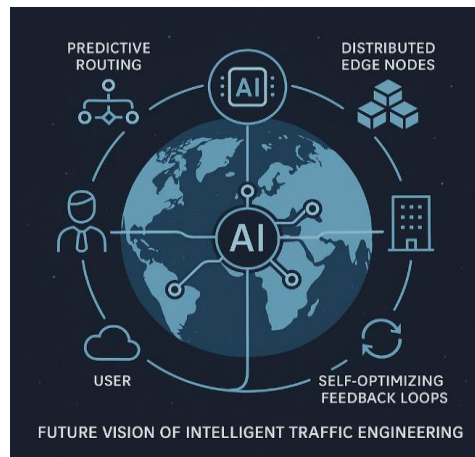 PREDICTIVE
ROUTING
AI
DISTRIBUTED
EDGE NODES
AI
USER
SELF-OPTIMIZING
FEEDBACK LOOPS
FUTURE VISION OF INTELLIGENT TRAFFIC ENGINEERING